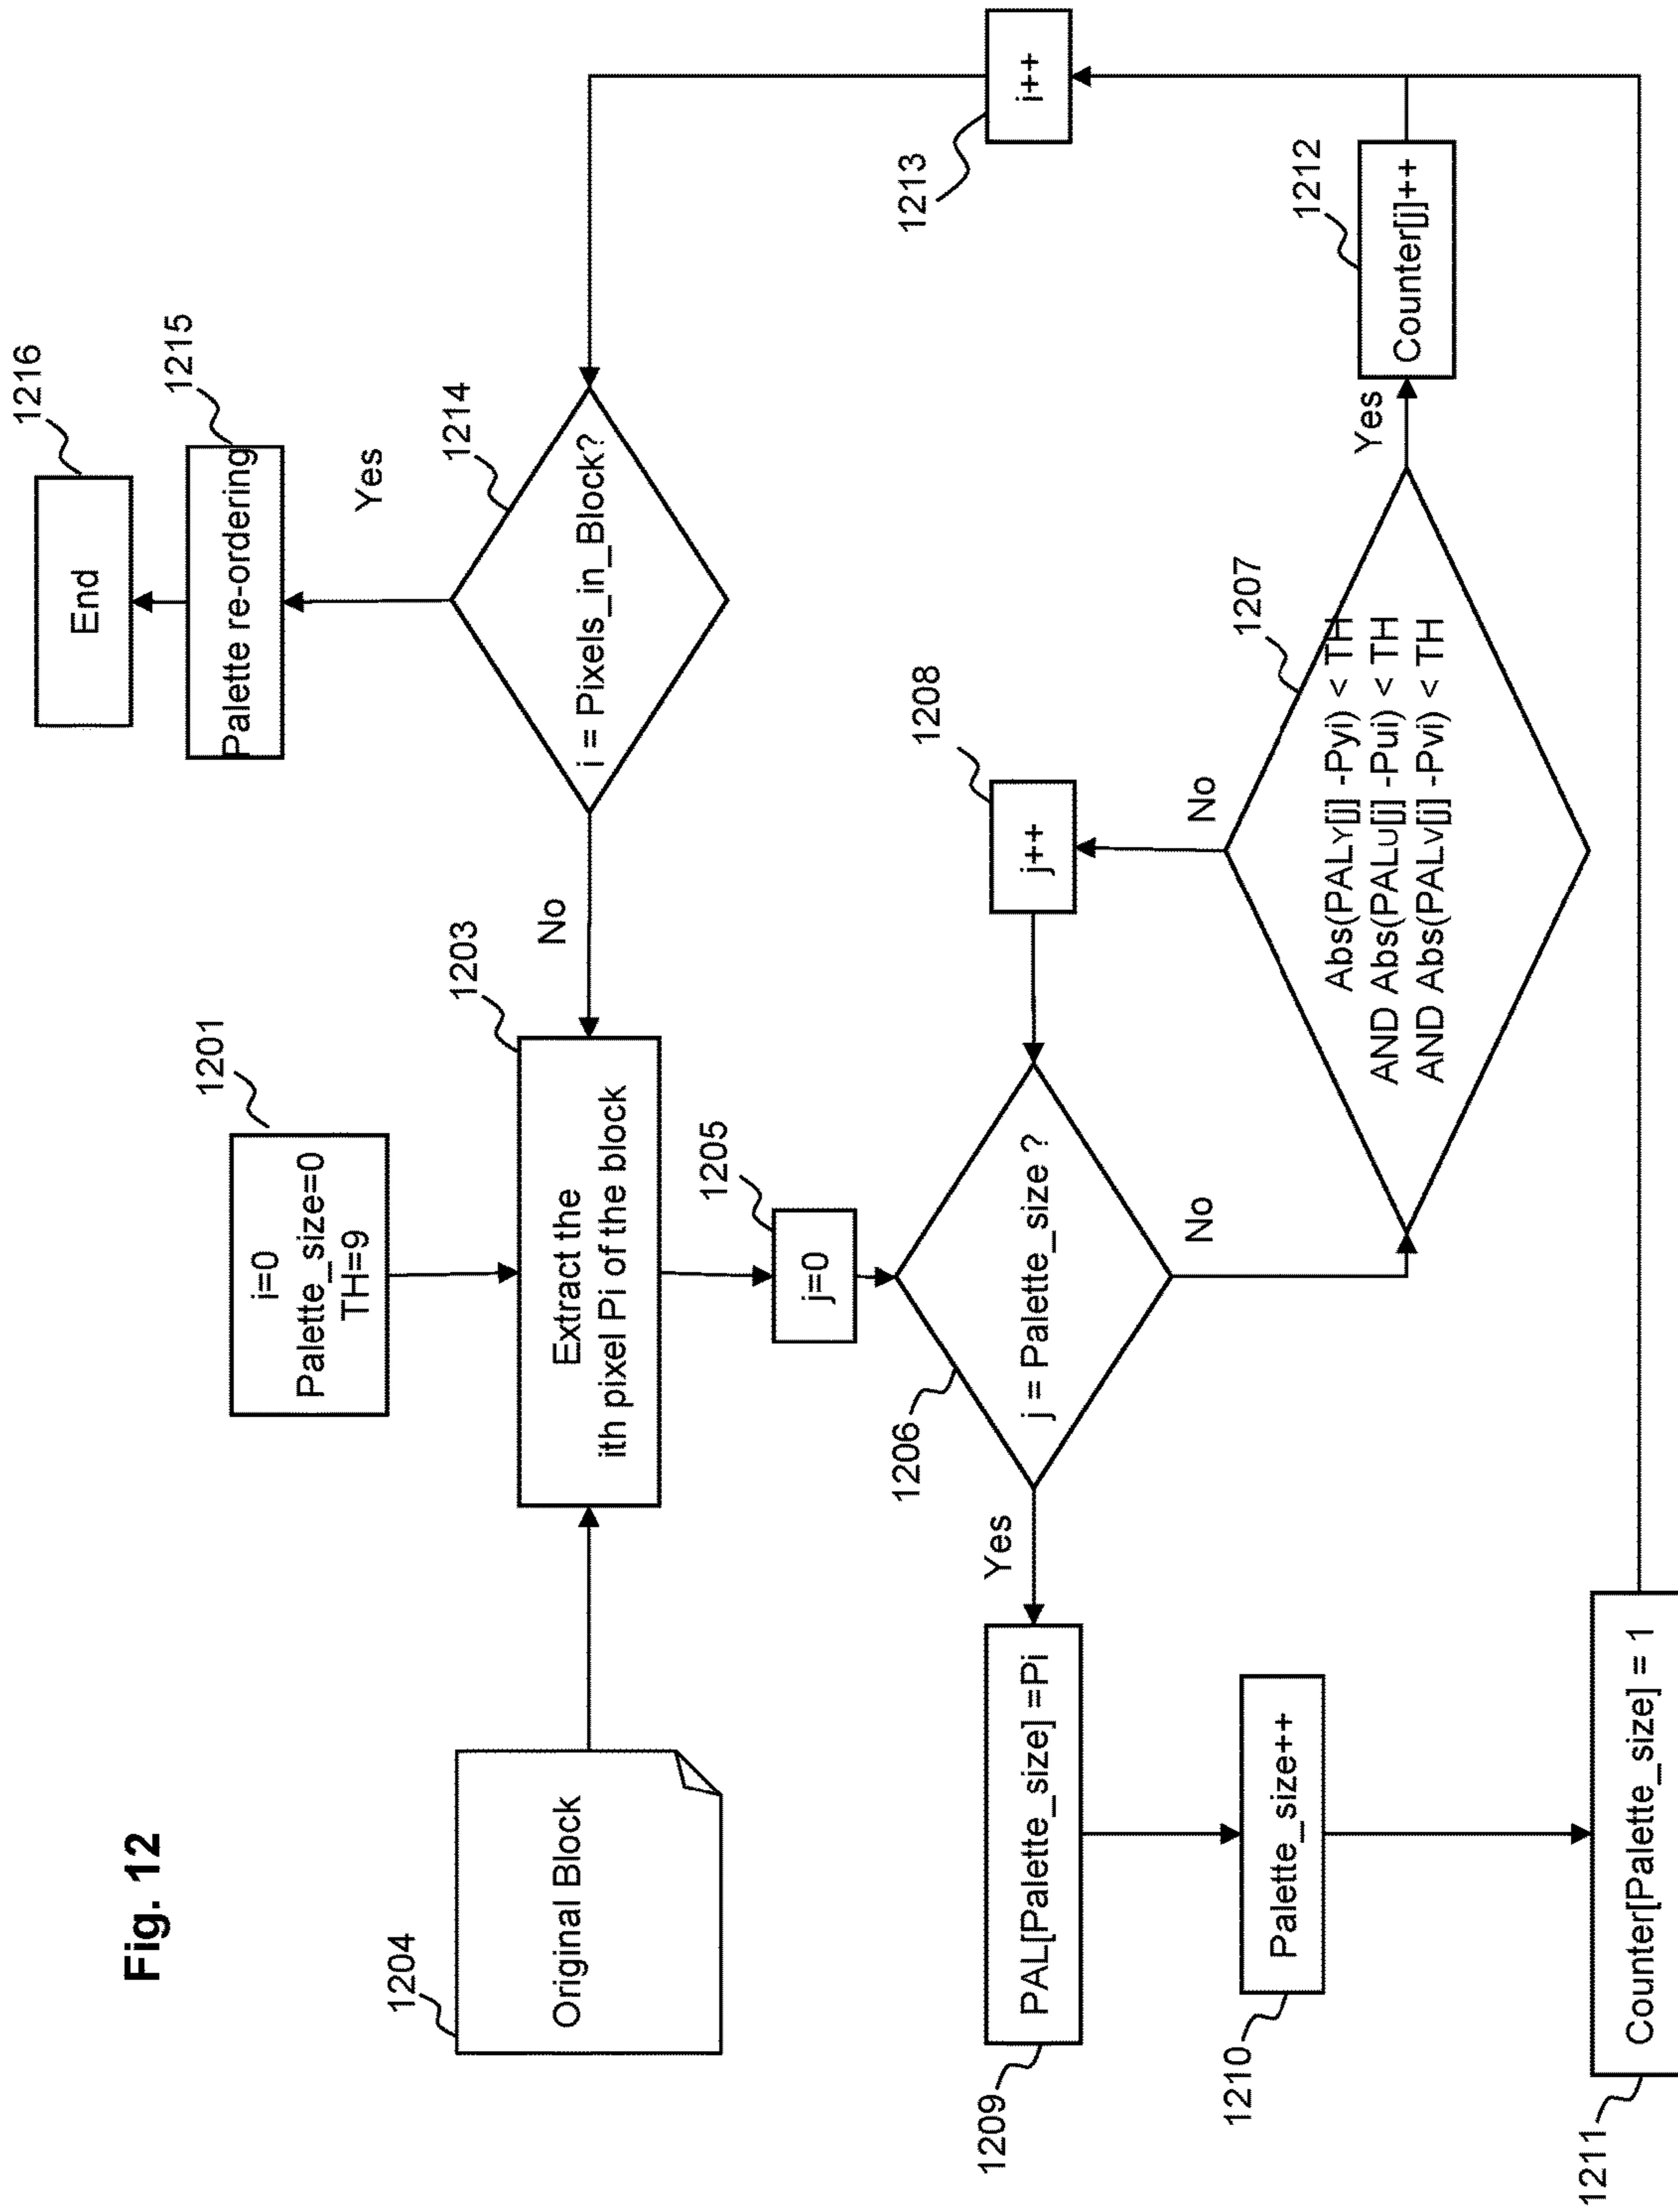 Fig. 12
1204
Original Block
1201
i=0
Palette_size=0
TH=9
1203
Extract the
ith pixel Pi of the block
1205
j=0
1206
j = Palette_size ?
Yes
No
1209
PAL[Palette_size] =Pi
1210
Palette_size++
1211
Counter[Palette_size] = 1
1208
j++
No
1207
Abs(PALY[j] -Pyi) < TH
AND Abs(PALU[j] -Pui) < TH
AND Abs(PALV[j] -Pvi) < TH
Yes
1212
Counter[j]++
1213
i++
1214
i = Pixels_in_Block?
No
Yes
1215
Palette re-ordering
1216
End